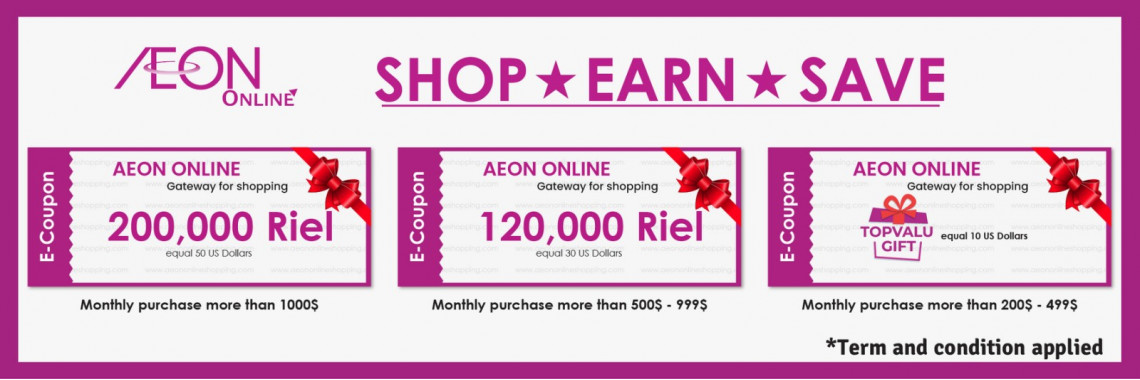 ÆON
ONLINE
SHOP★EARN★SAVE
E-Coupon
AEON ONLINE
Gateway for shopping
200,000 Riel
equal 50 US Dollars
Monthly purchase more than 1000$
E-Coupon
AEON ONLINE
Gateway for shopping
120,000 Riel
equal 30 US Dollars
Monthly purchase more than 500$ - 999$
E-Coupon
AEON ONLINE
Gateway for shopping
TOPVALU
GIFT
equal 10 US Dollars
Monthly purchase more than 200$ - 499$
*Term and condition applied